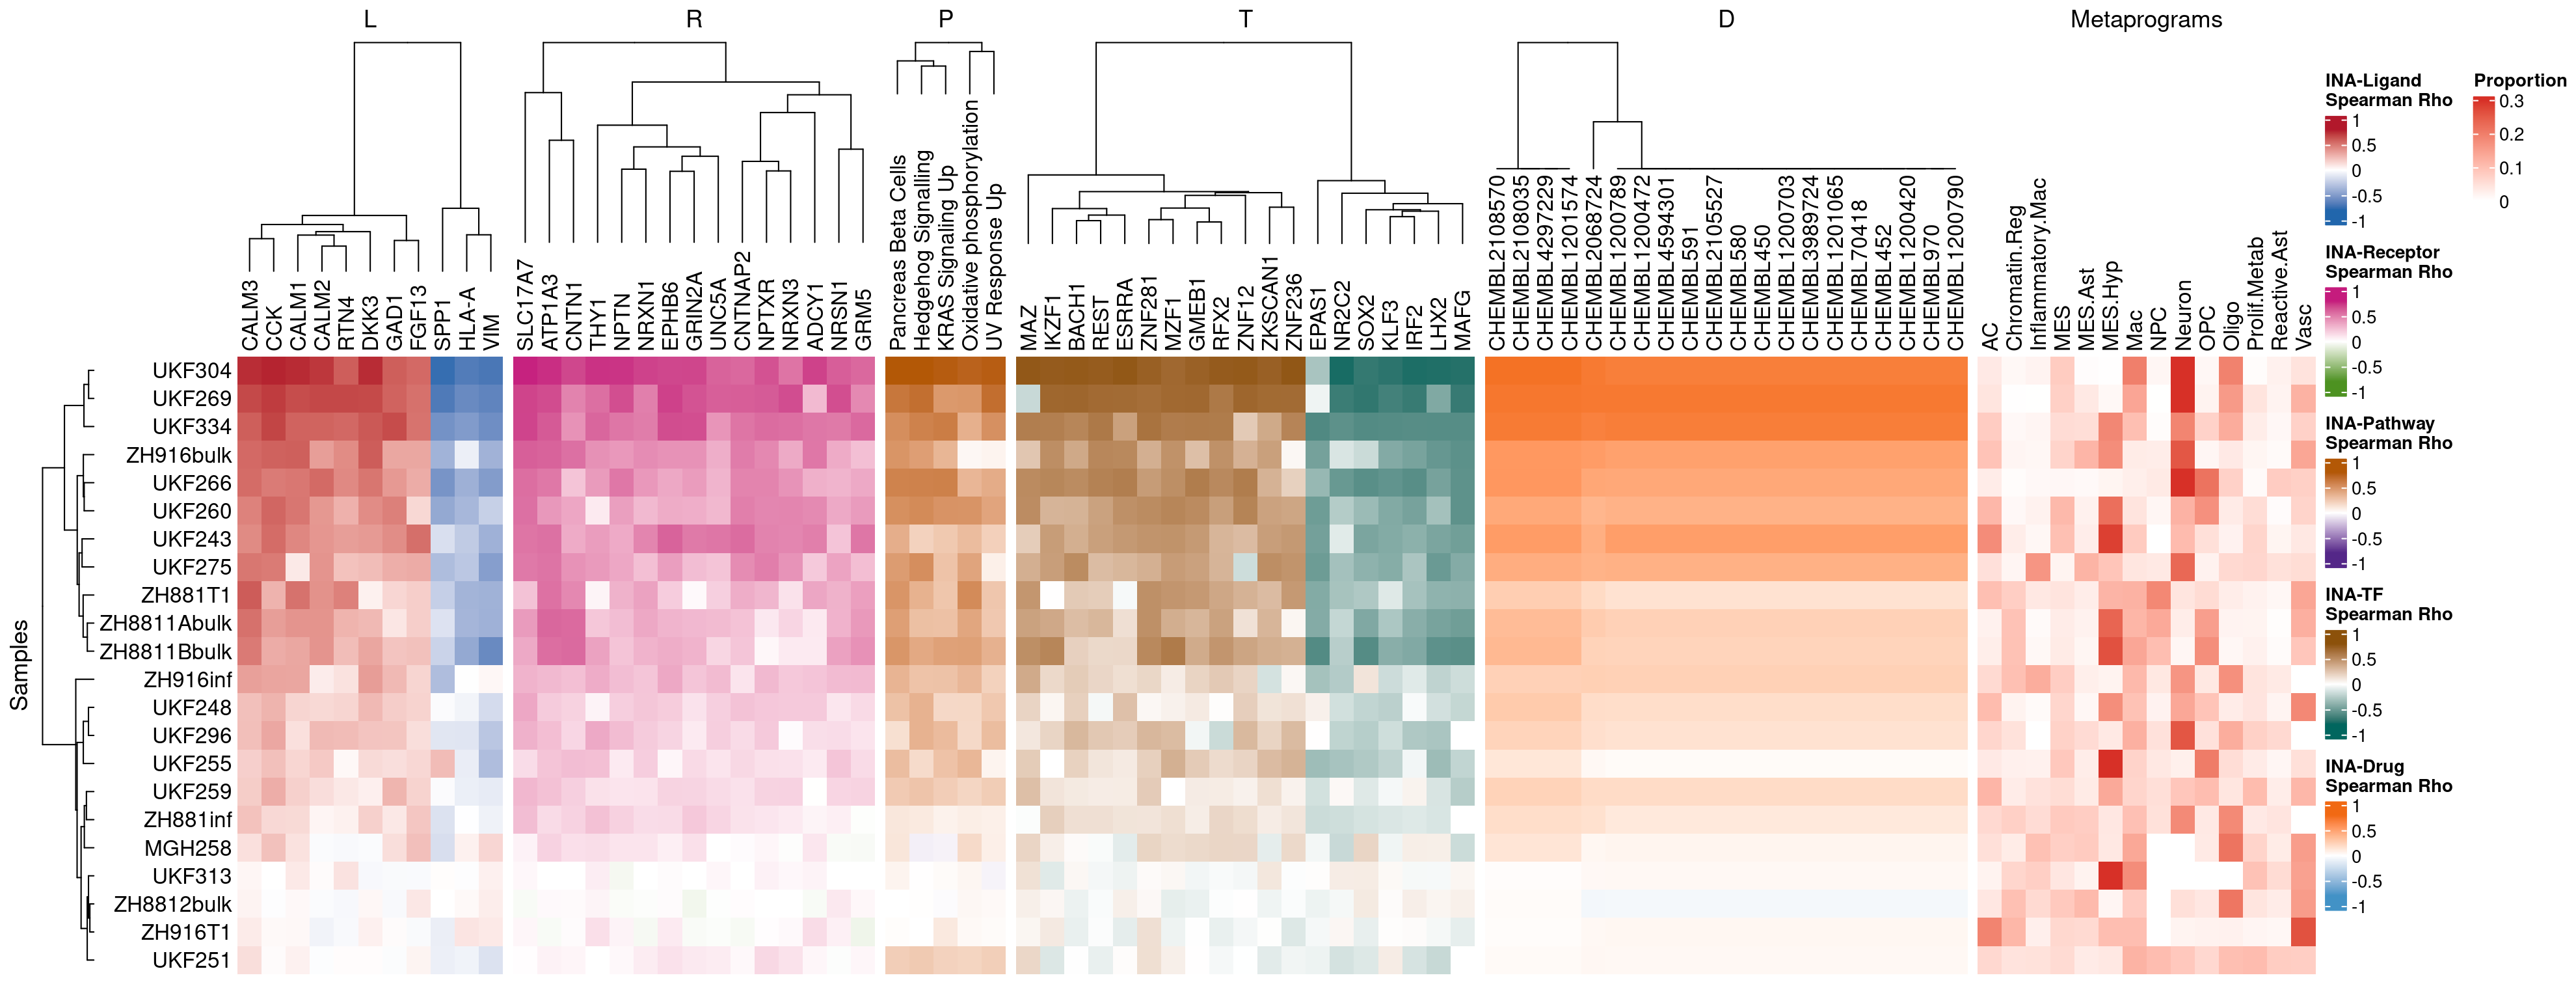 L
R
P
T
D
Metaprograms
CALM3
CCK
CALM1
CALM2
RTN4
DKK3
GAD1
FGF13
SPP1
HLA-A
VIM
SLC17A7
ATP1A3
CNTN1
THY1
NPTN
NRXN1
EPHB6
GRIN2A
UNC5A
CNTNAP2
NPTXR
NRXN3
ADCY1
NRSN1
GRM5
Pancreas Beta Cells
Hedgehog Signalling
KRAS Signaling Up
Oxidative phosphorylation
UV Response Up
MAZ
IKZF1
BACH1
REST
ESRRA
ZNF281
MZF1
GMEB1
RFX2
ZNF12
ZKSCAN1
ZNF236
EPAS1
NR2C2
SOX2
KLF3
IRF2
LHX2
MAFG
CHEMBL2108570
CHEMBL2108035
CHEMBL4297229
CHEMBL1201574
CHEMBL2068724
CHEMBL1200789
CHEMBL1200472
CHEMBL4594301
CHEMBL591
CHEMBL2105527
CHEMBL580
CHEMBL450
CHEMBL1200703
CHEMBL3989724
CHEMBL1201065
CHEMBL70418
CHEMBL452
CHEMBL1200420
CHEMBL970
CHEMBL1200790
AC
Chromatin.Reg
Inflammatory.Mac
MES
MES.Ast
MES.Hyp
Mac
NPC
Neuron
OPC
Oligo
Prolif.Metab
Reactive.Ast
Vasc
Samples
UKF304
UKF269
UKF334
ZH916bulk
UKF266
UKF260
UKF243
UKF275
ZH881T1
ZH8811Abulk
ZH8811Bbulk
ZH916inf
UKF248
UKF296
UKF255
UKF259
ZH881inf
MGH258
UKF313
ZH8812bulk
ZH916T1
UKF251
INA-Ligand
Spearman Rho
1
0.5
0
-0.5
-1
INA-Receptor
Spearman Rho
1
0.5
0
-0.5
-1
INA-Pathway
Spearman Rho
1
0.5
0
-0.5
-1
INA-TF
Spearman Rho
1
0.5
0
-0.5
-1
INA-Drug
Spearman Rho
1
0.5
0
-0.5
-1
Proportion
0.3
0.2
0.1
0